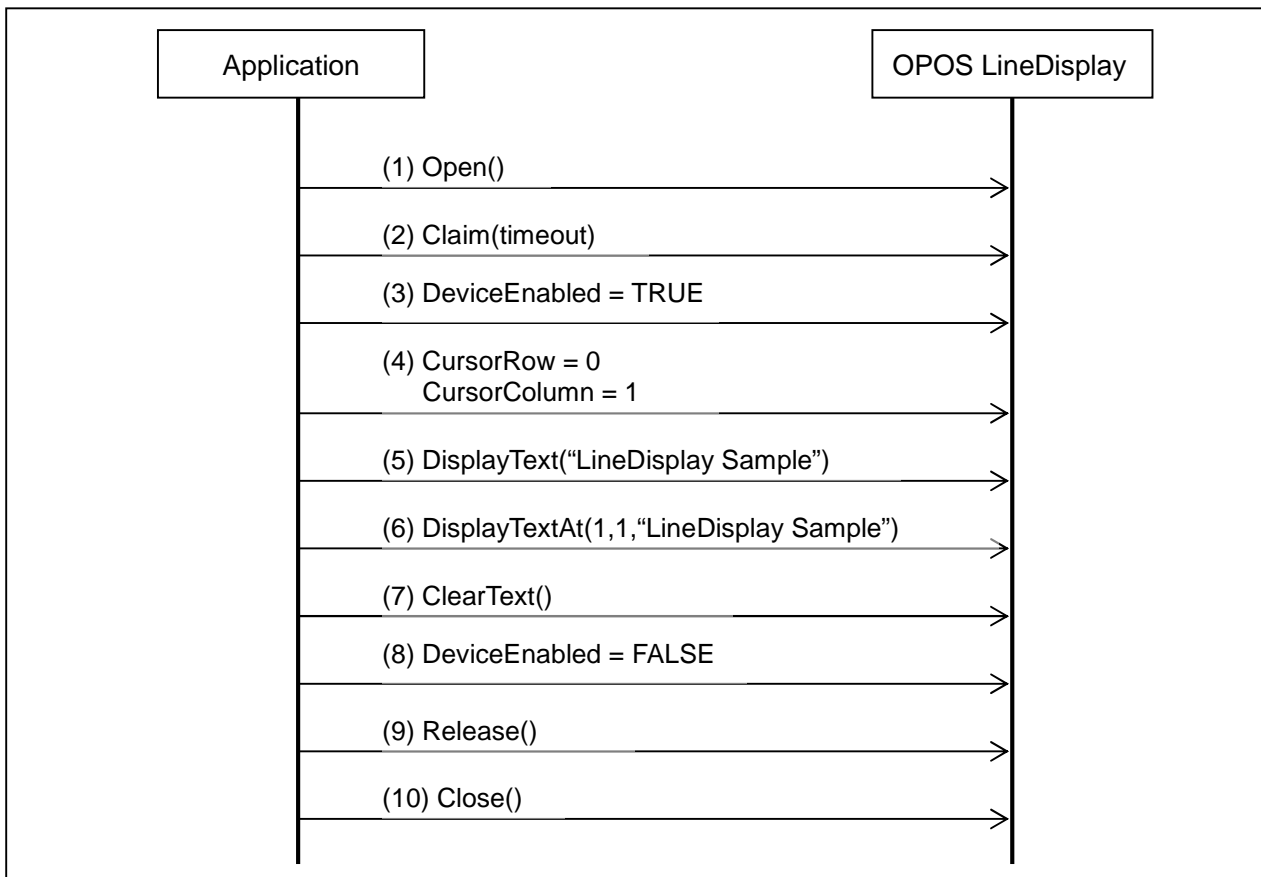 Application
OPOS LineDisplay
(1) Open()
(2) Claim(timeout)
(3) DeviceEnabled = TRUE
(4) CursorRow = 0
CursorColumn = 1
(5) DisplayText(“LineDisplay Sample”)
(6) DisplayTextAt(1,1,“LineDisplay Sample”)
(7) ClearText()
(8) DeviceEnabled = FALSE
(9) Release()
(10) Close()